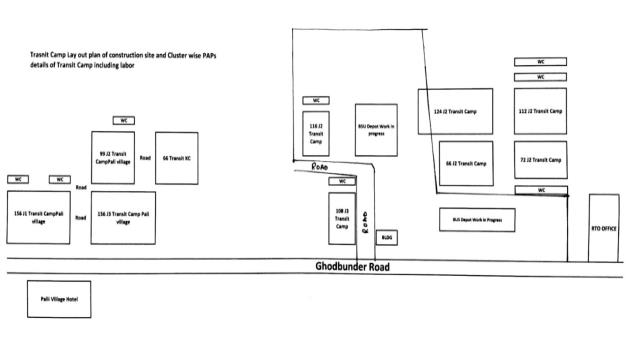 Trasnit Camp Lay out plan of construction site and Cluster wise PAPs
details of Transit Camp including labor
WC
WC
WC
WC
116 J2
Transit
Camp
BSU Depot Work in
progress
124 J2 Transit Camp
112 J2 Transit Camp
WC
99 J2 Transit
CampPali village
Road
66 Transit KC
66 J2 Transit Camp
72 J2 Transit Camp
ROAD
WC
WC
WC
Road
WC
156 J1 Transit CampPali
village
Road
156 J3 Transit Camp Pali
village
108 J3
Transit
Camp
ROAD
BUS Depot Work in Progress
RTO OFFICE
BLDG
Ghodbunder Road
Palli Village Hotel